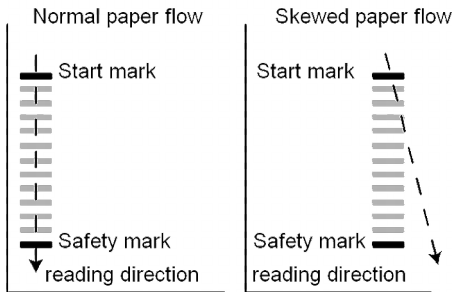 Normal paper flow
Start mark
Safety mark
reading direction
Skewed paper flow
Start mark
Safety mark
reading direction